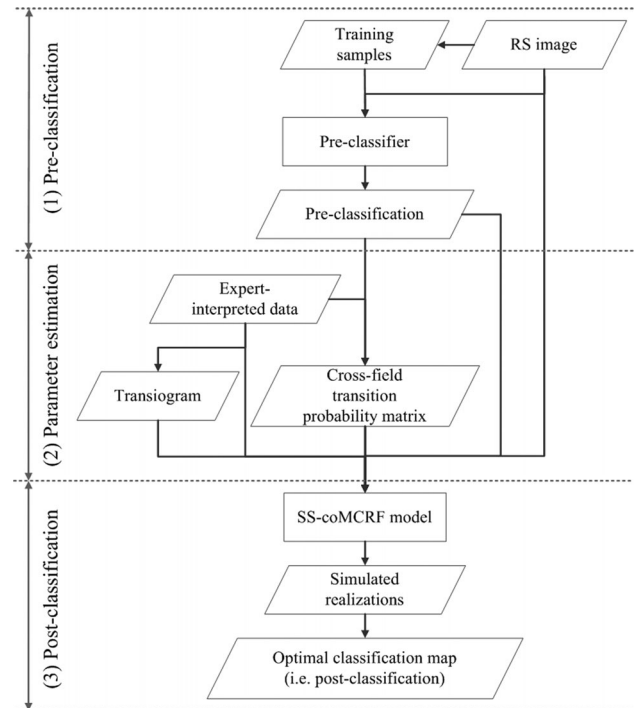 (1) Pre-classification
Training
samples
RS image
Pre-classifier
Pre-classification
(2) Parameter estimation
Expert-
interpreted data
Transiogram
Cross-field
transition
probability matrix
(3) Post-classification
SS-coMCRF model
Simulated
realizations
Optimal classification map
(i.e. post-classification)